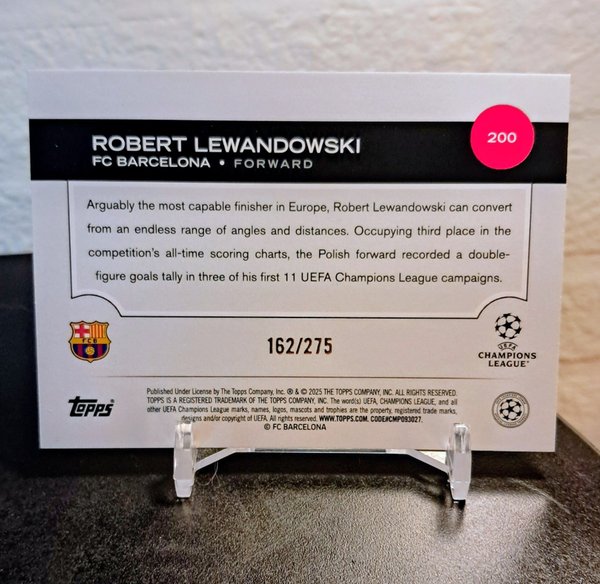 200
ROBERT LEWANDOWSKI
FC BARCELONA • FORWARD
Arguably the most capable finisher in Europe, Robert Lewandowski can convert
from an endless range of angles and distances. Occupying third place in the
competition's all-time scoring charts, the Polish forward recorded a double-
figure goals tally in three of his first 11 UEFA Champions League campaigns.
FCB
162/275
UEFA
CHAMPIONS
LEAGUE
Topps
Published Under License by The Topps Company, Inc. ® & © 2025 THE TOPPS COMPANY, INC. ALL RIGHTS RESERVED.
TOPPS IS A REGISTERED TRADEMARK OF THE TOPPS COMPANY, INC. The word(s) UEFA, CHAMPIONS LEAGUE, and all
other UEFA Champions League marks, names, logos, mascots and trophies are the property, registered trade marks,
designs and/or copyright of UEFA. All rights reserved. WWW.TOPPS.COM. CODE#CMP093027.
© FC BARCELONA